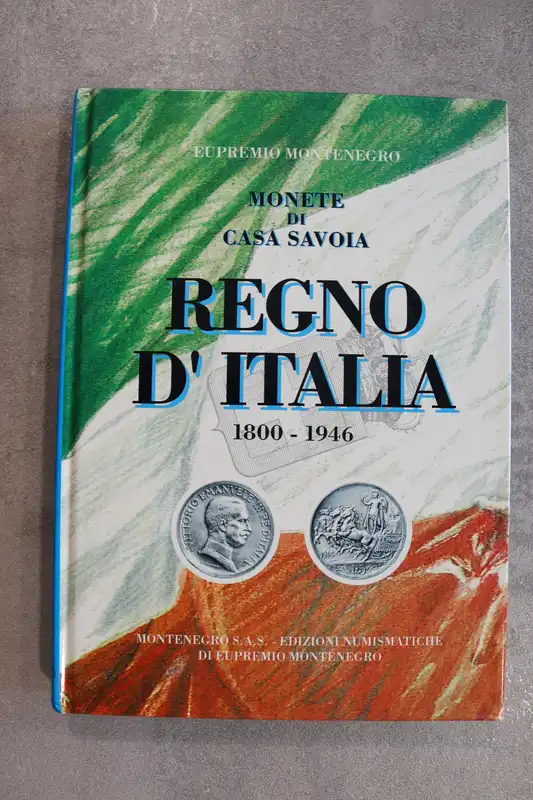 EUPREMIO MONTENEGRO
MONETE
DI
CASA SAVOIA
REGNO
D' ITALIA
1800 - 1946
MONTENEGRO S.A.S. - EDIZIONI NUMISMATICHE
DI EUPREMIO MONTENEGRO